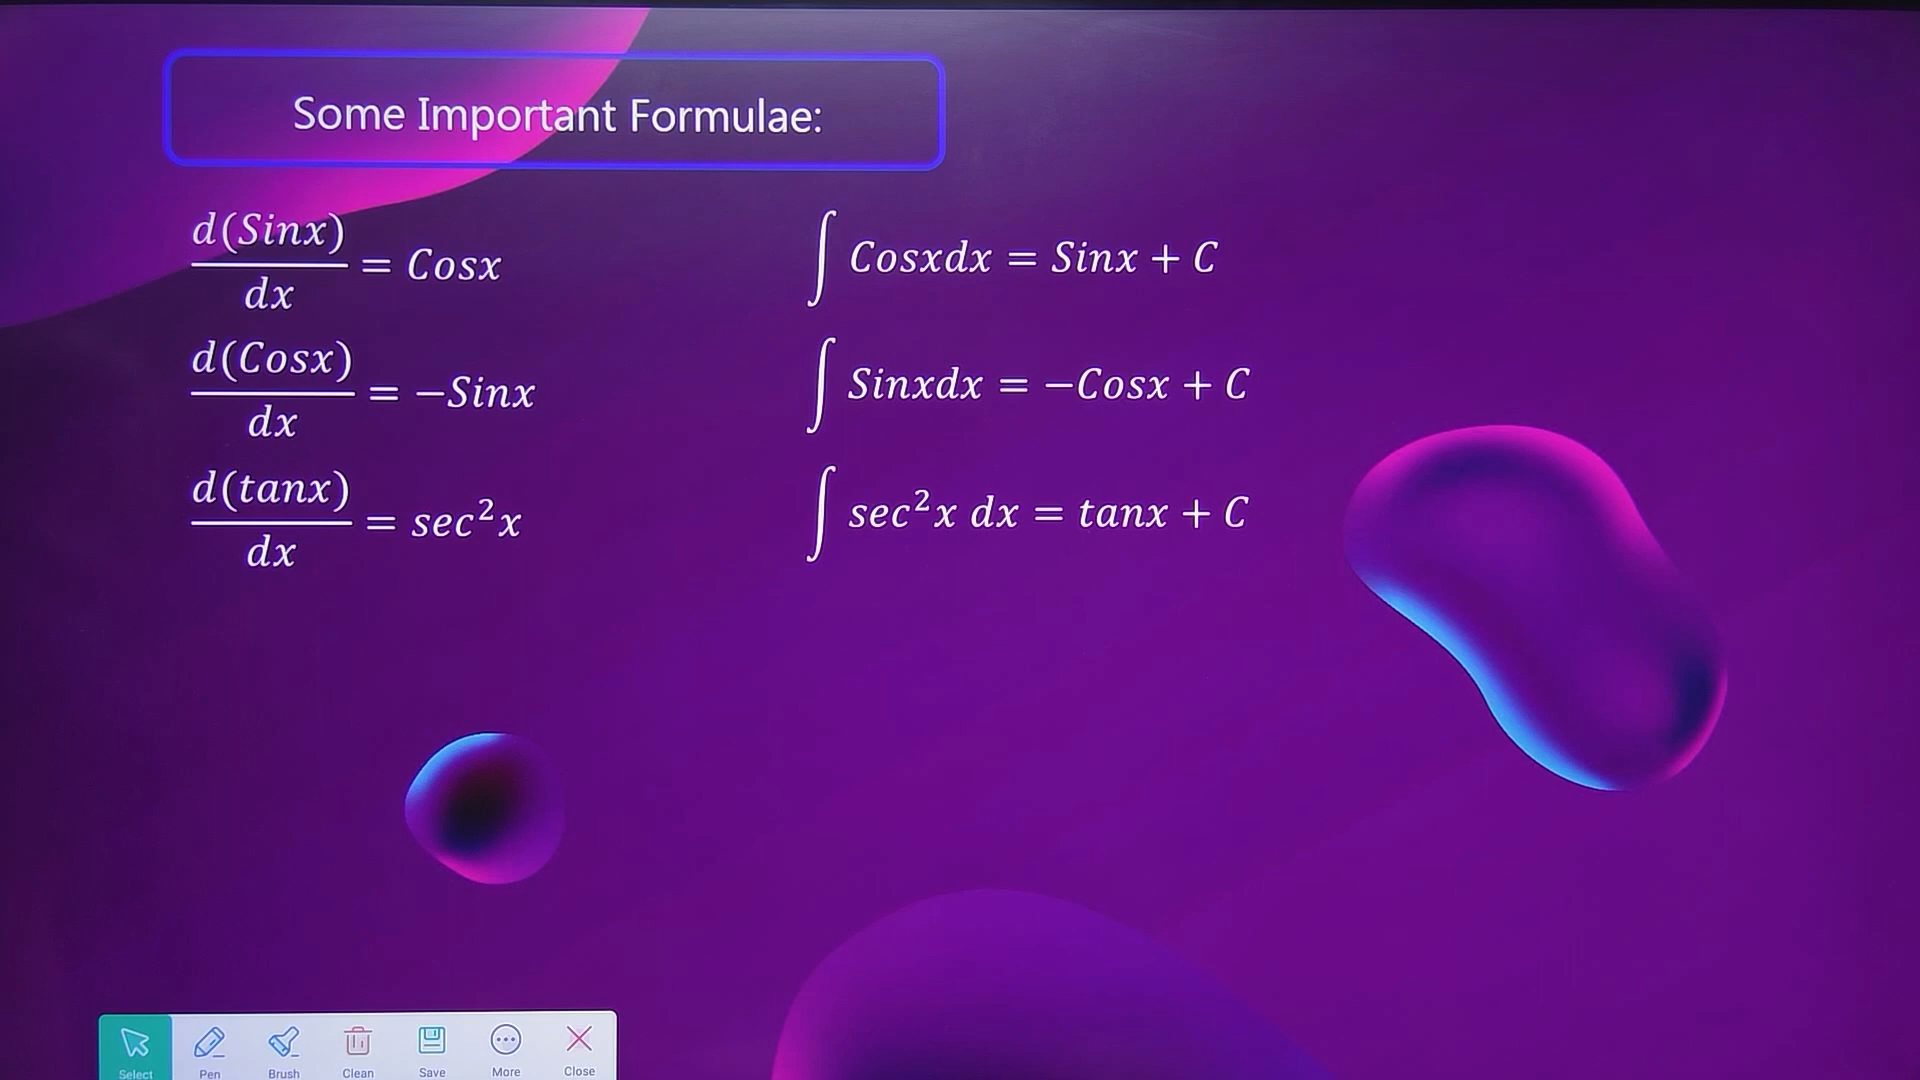 Some Important Formulae:
d(Sinx)/dx = Cosx
∫ Cosxdx = Sinx + C
d(Cosx)/dx = −Sinx
∫ Sinxdx = −Cosx + C
d(tanx)/dx = sec²x
∫ sec²x dx = tanx + C
Select Pen Brush Clean Save More Close